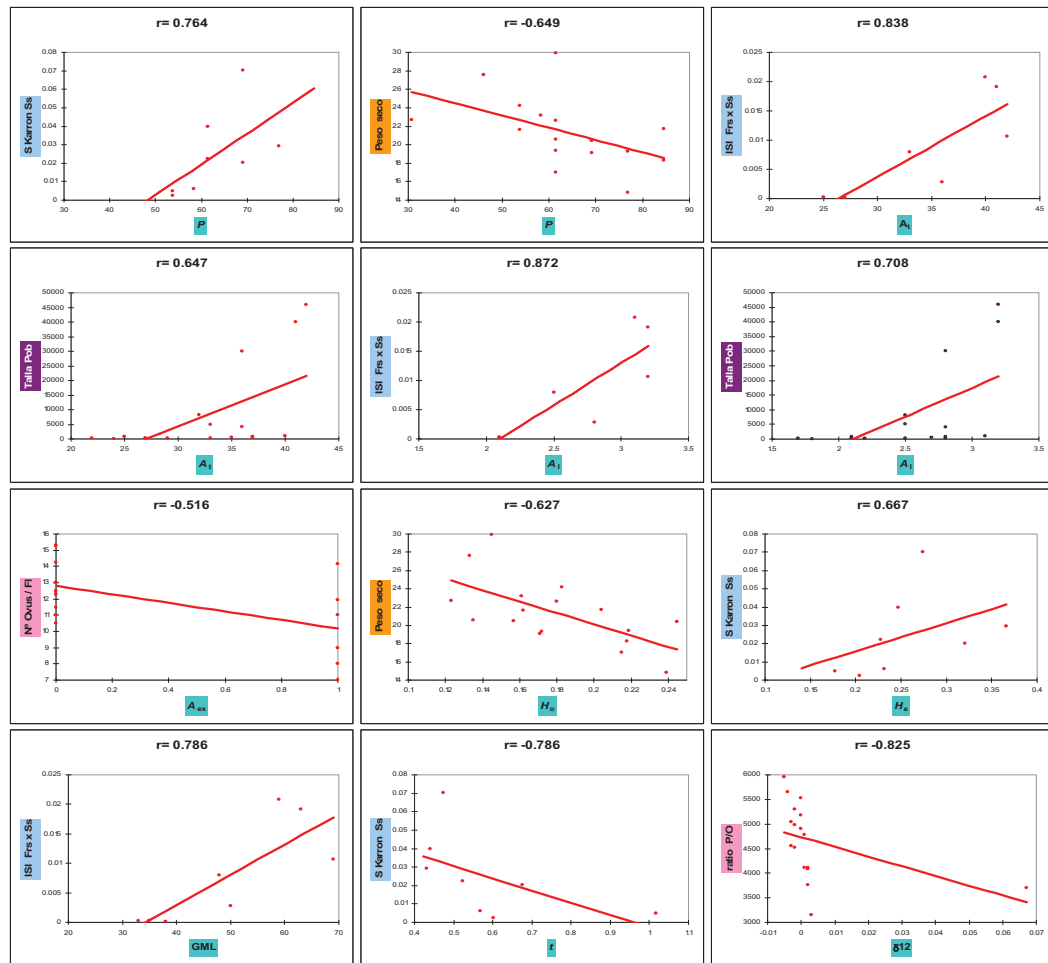 r= 0.764
S Karron Ss
0.08
0.07
0.06
0.05
0.04
0.03
0.02
0.01
0
30 40 50 60 70 80 90
P
r= -0.649
Peso seco
30
28
26
24
22
20
18
16
14
30 40 50 60 70 80 90
P
r= 0.838
ISI Frs x Ss
0.025
0.02
0.015
0.01
0.005
0
20 25 30 35 40 45
At
r= 0.647
Talla Pob
50000
45000
40000
35000
30000
25000
20000
15000
10000
5000
0
20 25 30 35 40 45
At
r= 0.872
ISI Frs x Ss
0.025
0.02
0.015
0.01
0.005
0
1.5 2 2.5 3 3.5
Al
r= 0.708
Talla Pob
50000
45000
40000
35000
30000
25000
20000
15000
10000
5000
0
1.5 2 2.5 3 3.5
Al
r= -0.516
Nº Ovus / Fl
16
15
14
13
12
11
10
9
8
7
0 0.2 0.4 0.6 0.8 1
Aex
r= -0.627
Peso seco
30
28
26
24
22
20
18
16
14
0.1 0.12 0.14 0.16 0.18 0.2 0.22 0.24
Ho
r= 0.667
S Karron Ss
0.08
0.07
0.06
0.05
0.04
0.03
0.02
0.01
0
0.1 0.15 0.2 0.25 0.3 0.35 0.4
He
r= 0.786
ISI Frs x Ss
0.025
0.02
0.015
0.01
0.005
0
20 30 40 50 60 70
GML
r= -0.786
S Karron Ss
0.08
0.07
0.06
0.05
0.04
0.03
0.02
0.01
0
0.4 0.5 0.6 0.7 0.8 0.9 1 1.1
t
r= -0.825
ratio P/O
6000
5500
5000
4500
4000
3500
3000
-0.01 0 0.01 0.02 0.03 0.04 0.05 0.06 0.07
δ12